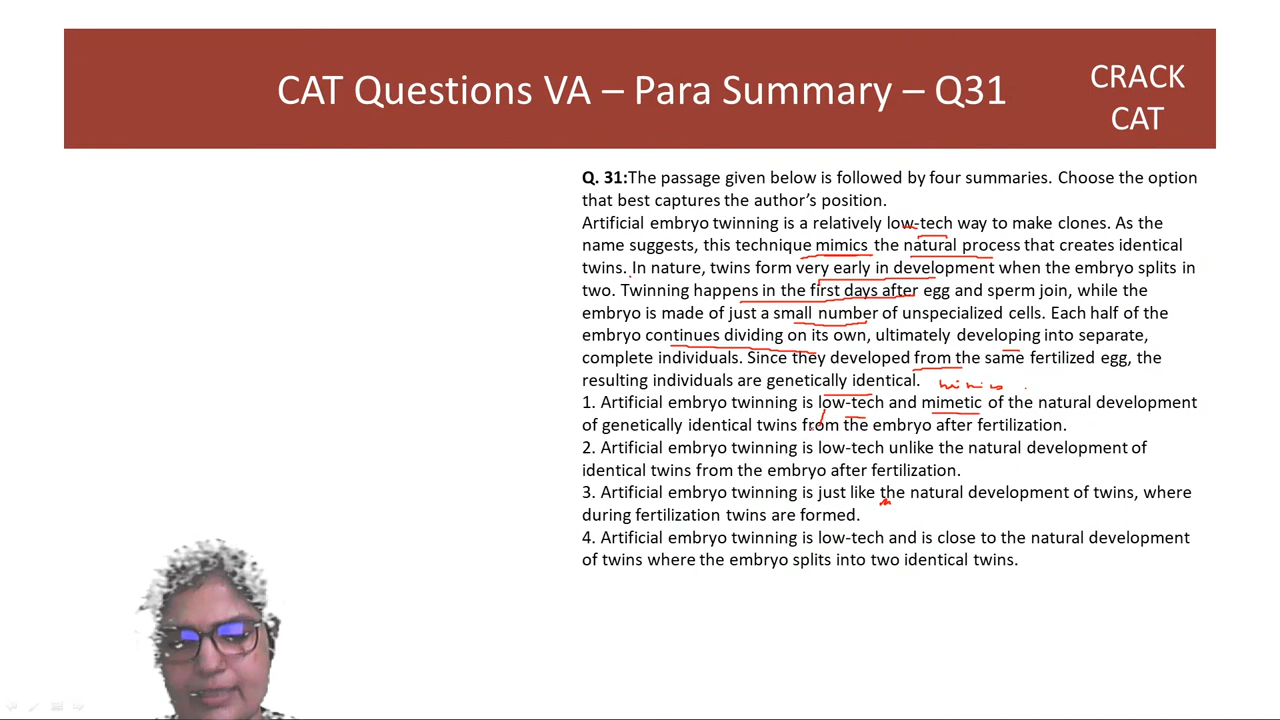 CAT Questions VA – Para Summary – Q31
CRACK
CAT
Q. 31:The passage given below is followed by four summaries. Choose the option
that best captures the author's position.
Artificial embryo twinning is a relatively low-tech way to make clones. As the
name suggests, this technique mimics the natural process that creates identical
twins. In nature, twins form very early in development when the embryo splits in
two. Twinning happens in the first days after egg and sperm join, while the
embryo is made of just a small number of unspecialized cells. Each half of the
embryo continues dividing on its own, ultimately developing into separate,
complete individuals. Since they developed from the same fertilized egg, the
resulting individuals are genetically identical.
1. Artificial embryo twinning is low-tech and mimetic of the natural development
of genetically identical twins from the embryo after fertilization.
2. Artificial embryo twinning is low-tech unlike the natural development of
identical twins from the embryo after fertilization.
3. Artificial embryo twinning is just like the natural development of twins, where
during fertilization twins are formed.
4. Artificial embryo twinning is low-tech and is close to the natural development
of twins where the embryo splits into two identical twins.